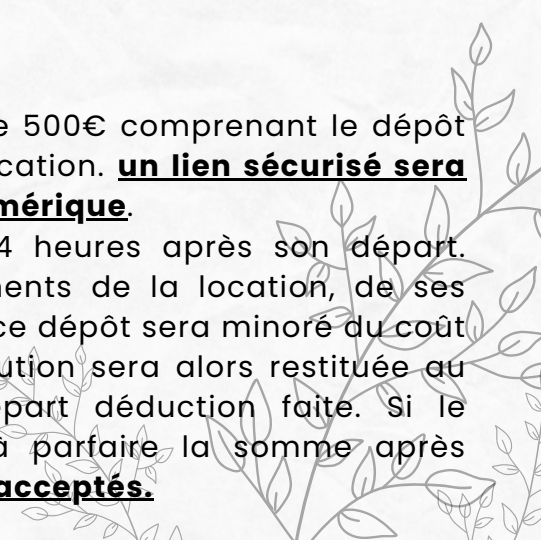 e 500€ comprenant le dépôt
cation. un lien sécurisé sera
mérique.
4 heures après son départ.
ents de la location, de ses
ce dépôt sera minoré du coût
ution sera alors restituée au
part déduction faite. Si le
à parfaire la somme après
acceptés.